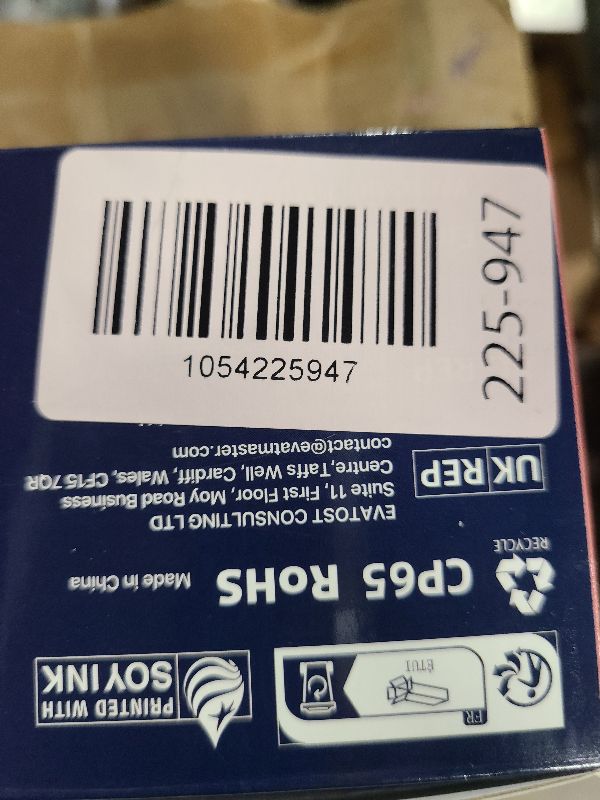 1054225947
225-947
FR
ÉTUI
PRINTED WITH
SOY INK
RECYCLE
CP65 RoHS Made in China
UK REP
EVATOST CONSULTING LTD
Suite 11, First Floor, Moy Road Business
Centre,Taffs Well, Cardiff, Wales, CF15 7QR
contact@evatmaster.com